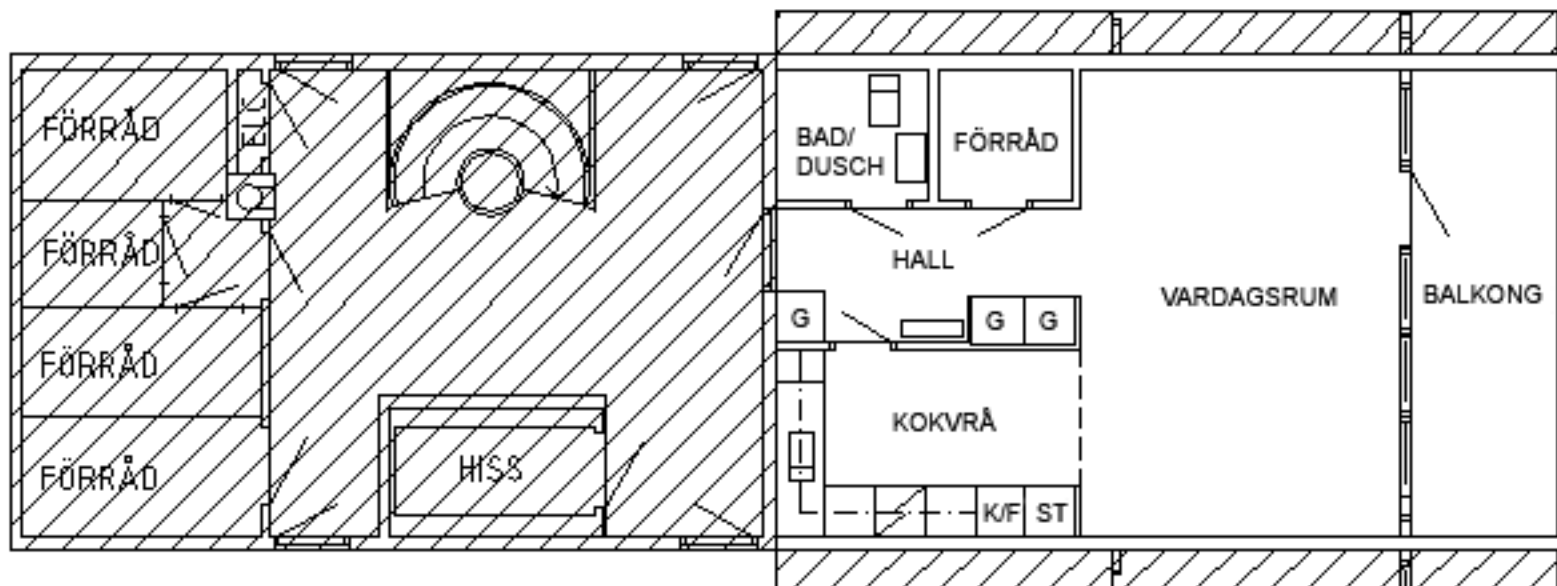 FÖRRÅD
ELC
FÖRRÅD
FÖRRÅD
FÖRRÅD
HISS
BAD/
DUSCH
FÖRRÅD
HALL
G
G G
KOKVRÅ
K/F ST
VARDAGSRUM
BALKONG